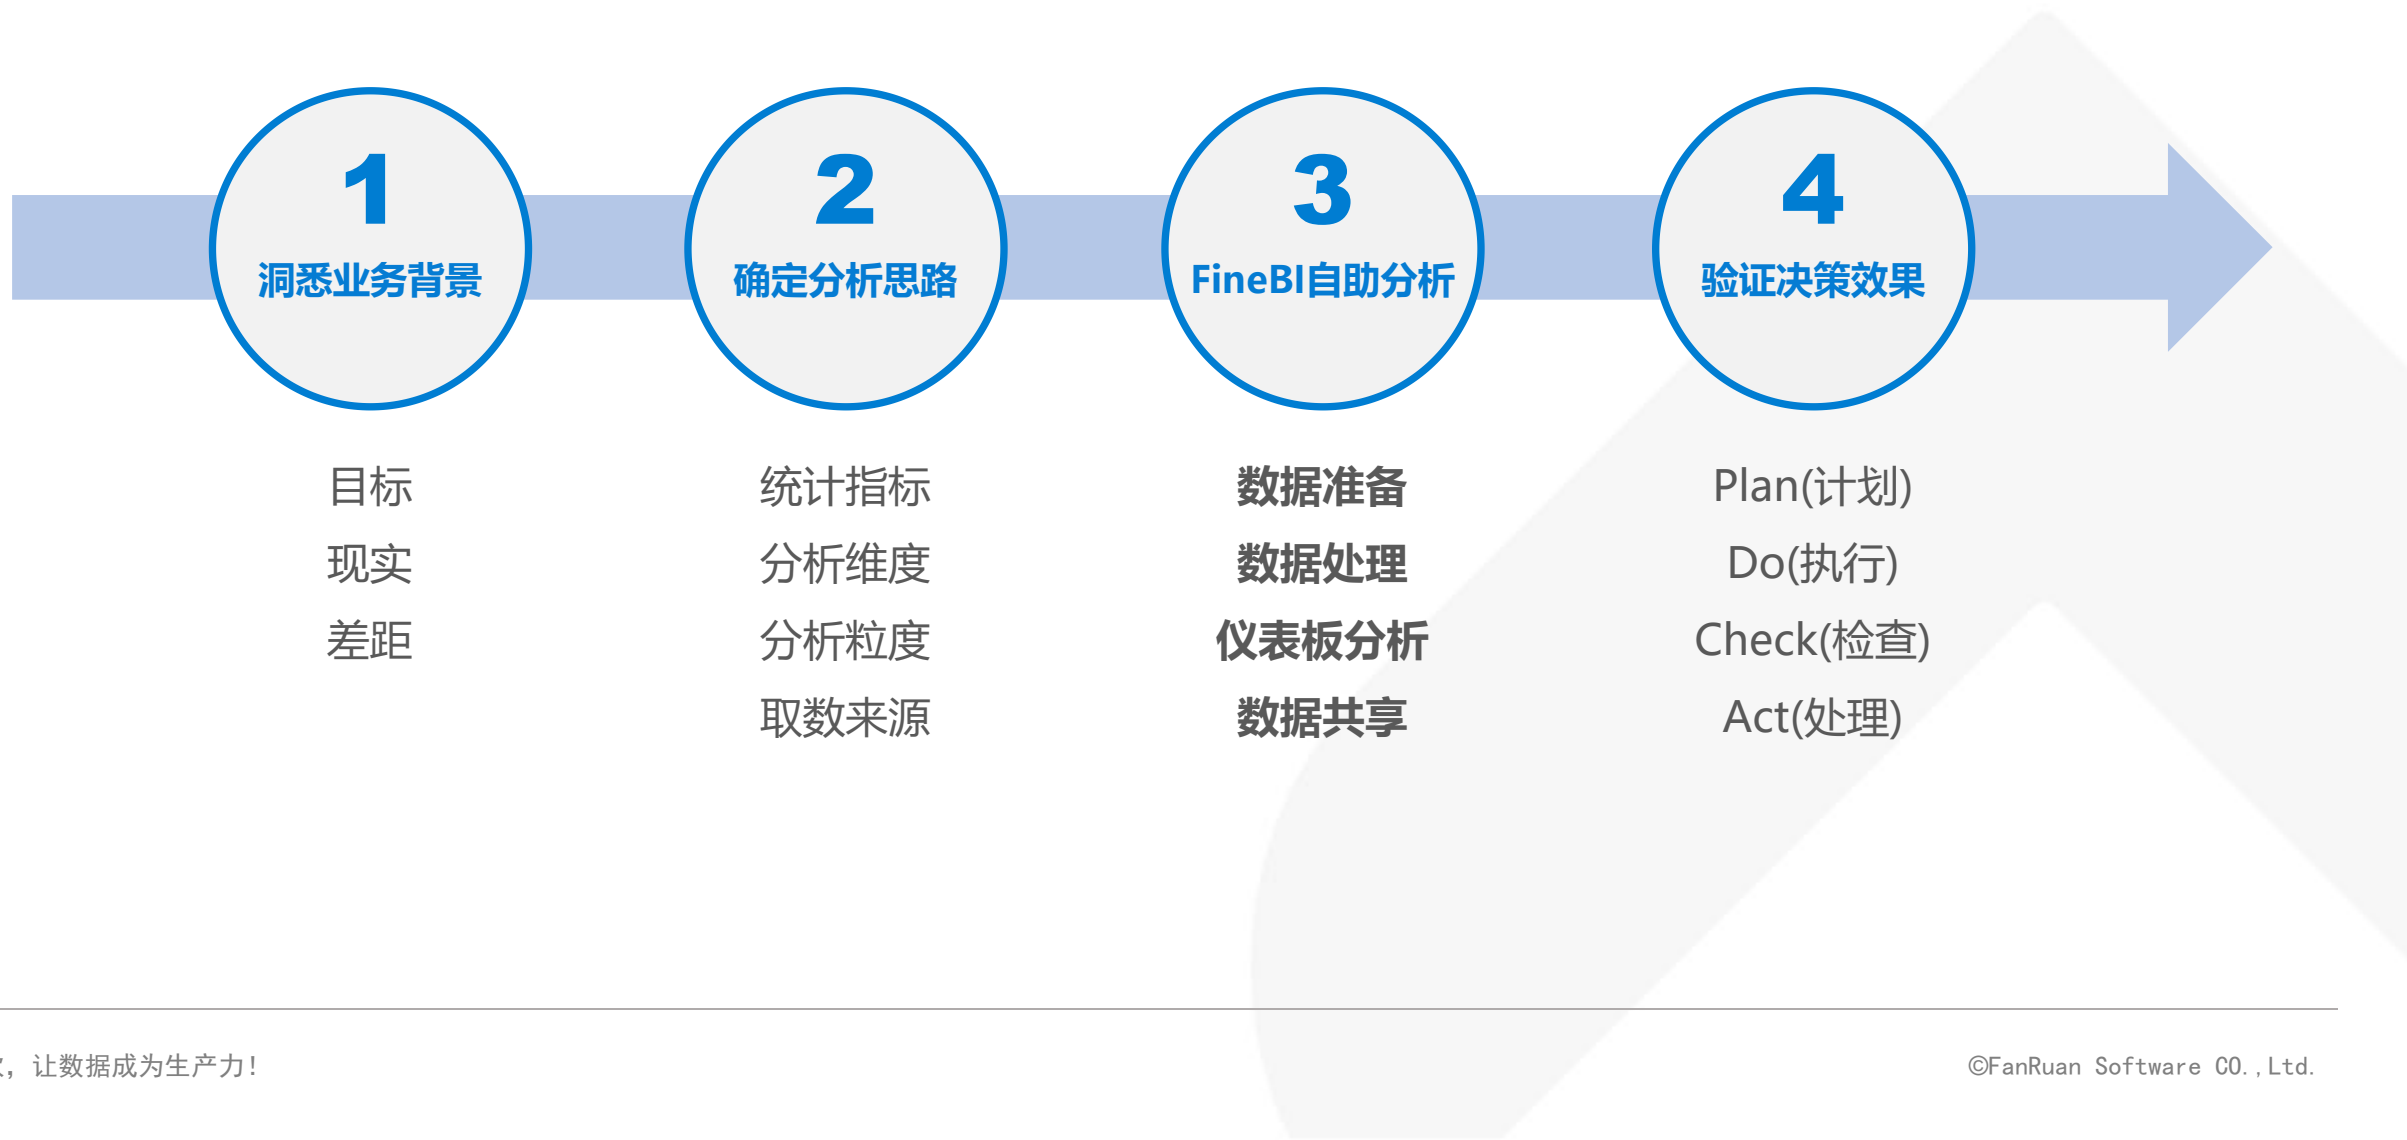 1
洞悉业务背景
目标
现实
差距
2
确定分析思路
统计指标
分析维度
分析粒度
取数来源
3
FineBI自助分析
数据准备
数据处理
仪表板分析
数据共享
4
验证决策效果
Plan(计划)
Do(执行)
Check(检查)
Act(处理)
，让数据成为生产力！
©FanRuan Software CO.,Ltd.